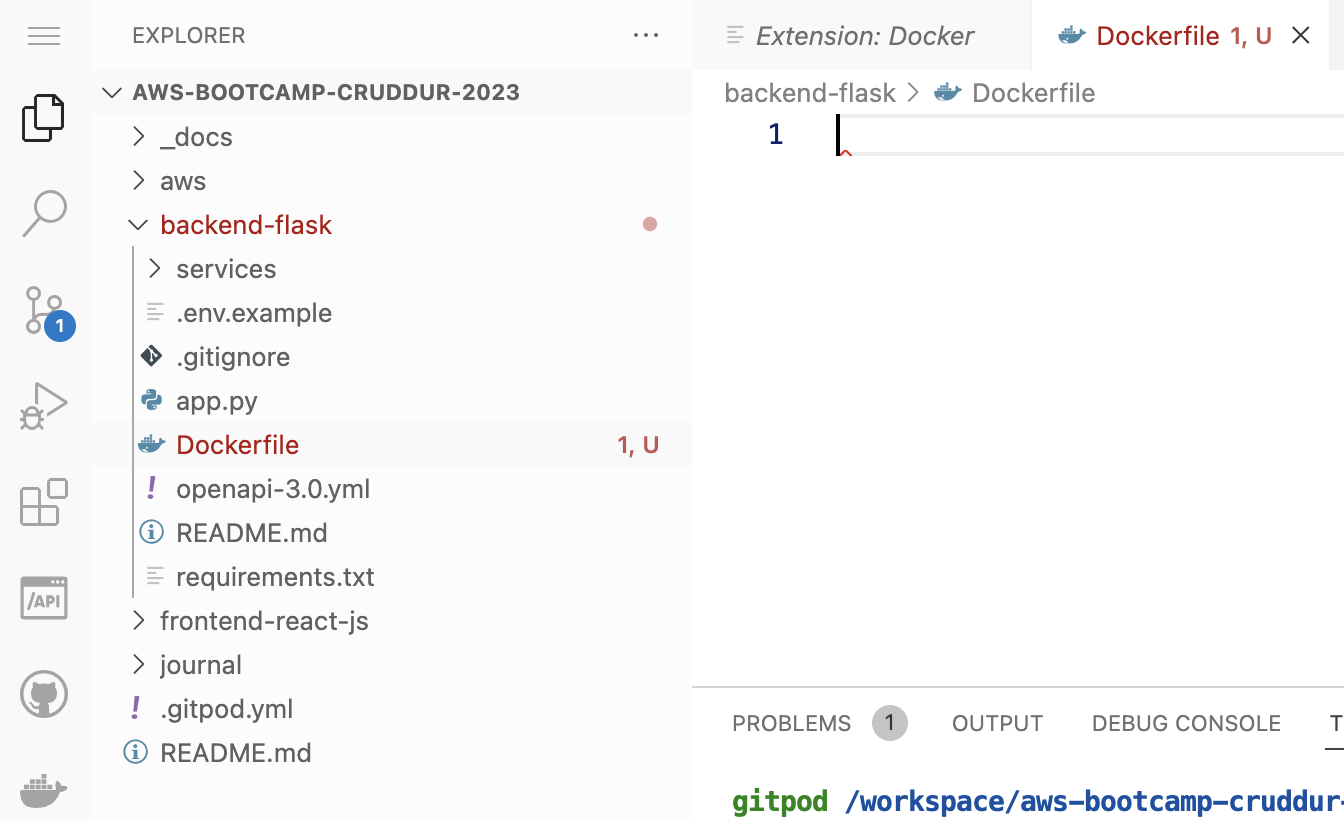 EXPLORER
AWS-BOOTCAMP-CRUDDUR-2023
_docs
aws
backend-flask
services
.env.example
.gitignore
app.py
Dockerfile 1, U
openapi-3.0.yml
README.md
requirements.txt
frontend-react-js
journal
.gitpod.yml
README.md
1
/API
Extension: Docker
Dockerfile 1, U
backend-flask > Dockerfile
1
PROBLEMS 1 OUTPUT DEBUG CONSOLE T
gitpod /workspace/aws-bootcamp-cruddur-